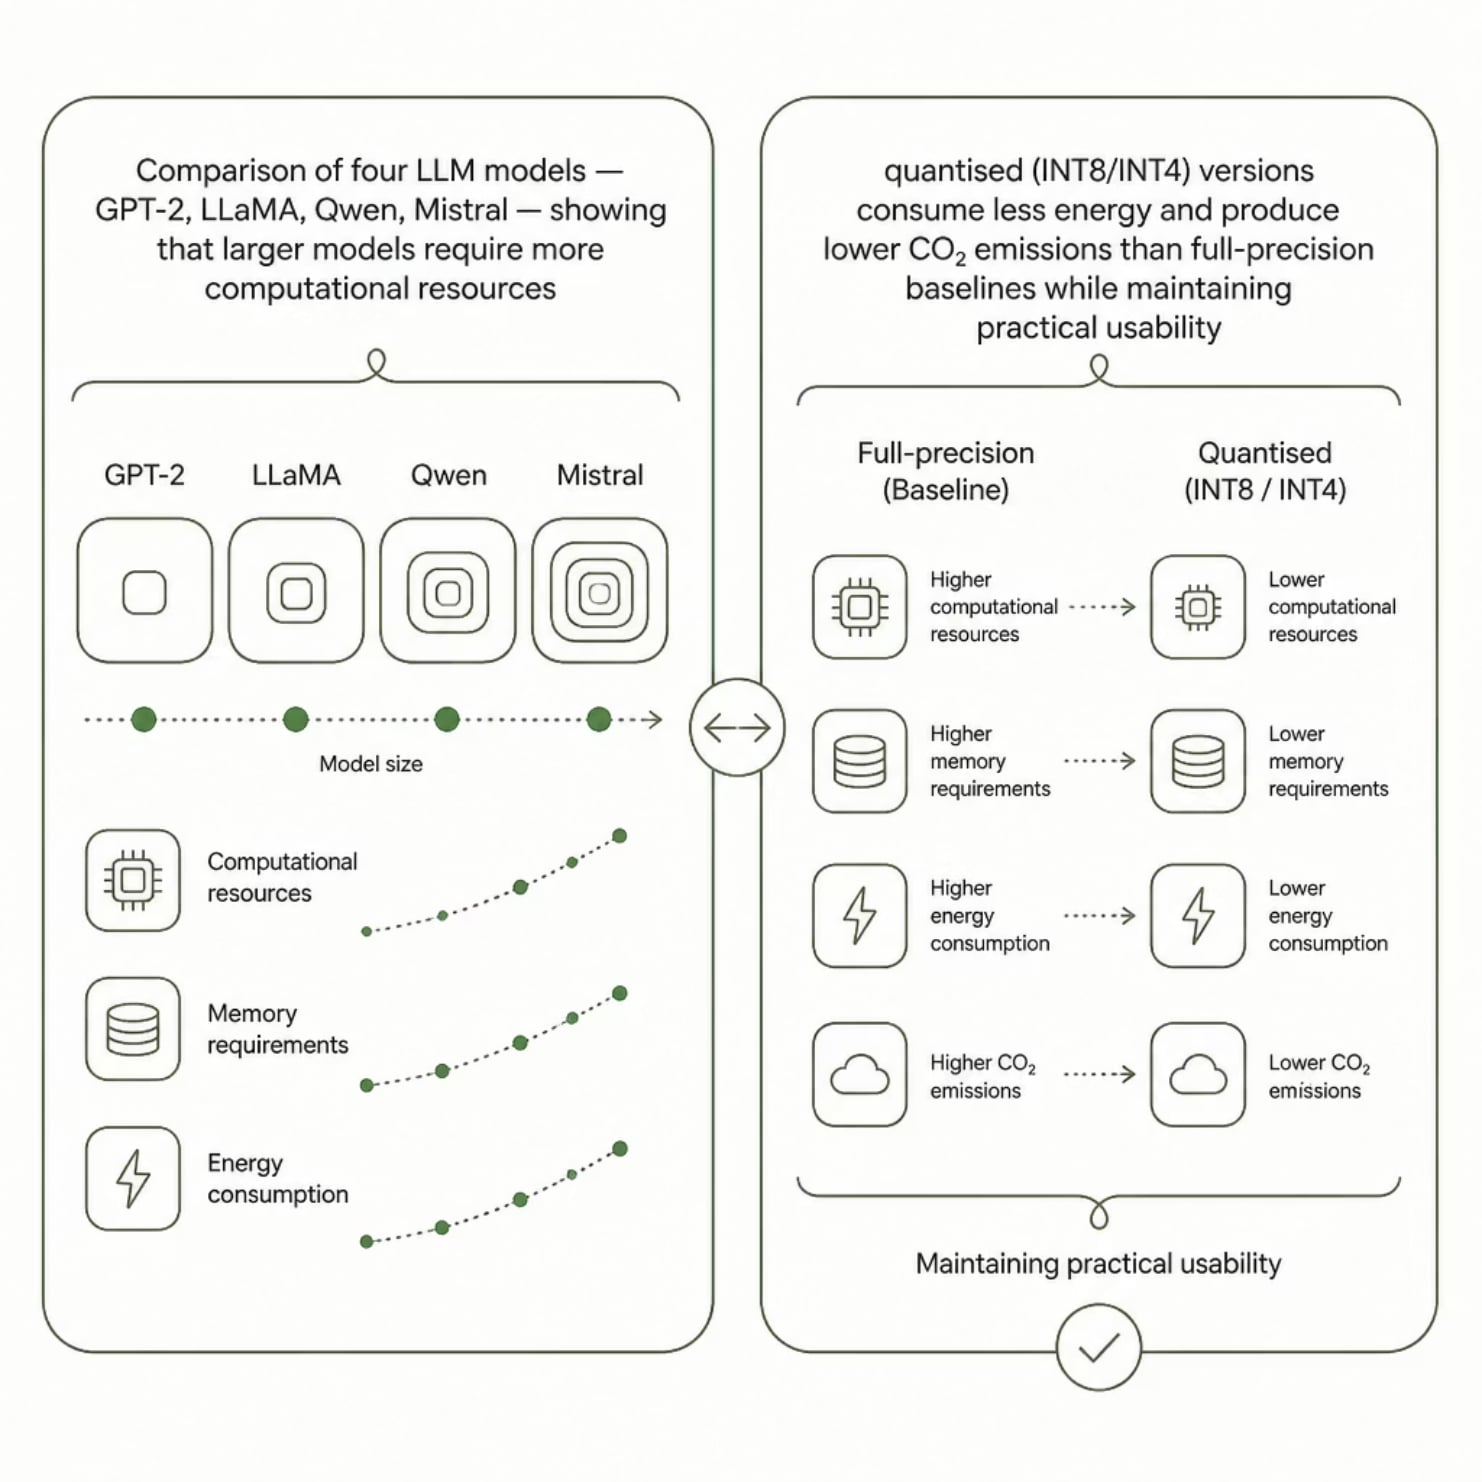 Comparison of four LLM models —
GPT-2, LLaMA, Qwen, Mistral — showing
that larger models require more
computational resources
GPT-2
LLaMA
Qwen
Mistral
Model size
Computational
resources
Memory
requirements
Energy
consumption
quantised (INT8/INT4) versions
consume less energy and produce
lower CO₂ emissions than full-precision
baselines while maintaining
practical usability
Full-precision
(Baseline)
Quantised
(INT8 / INT4)
Higher
computational
resources
Lower
computational
resources
Higher
memory
requirements
Lower
memory
requirements
Higher
energy
consumption
Lower
energy
consumption
Higher CO₂
emissions
Lower CO₂
emissions
Maintaining practical usability